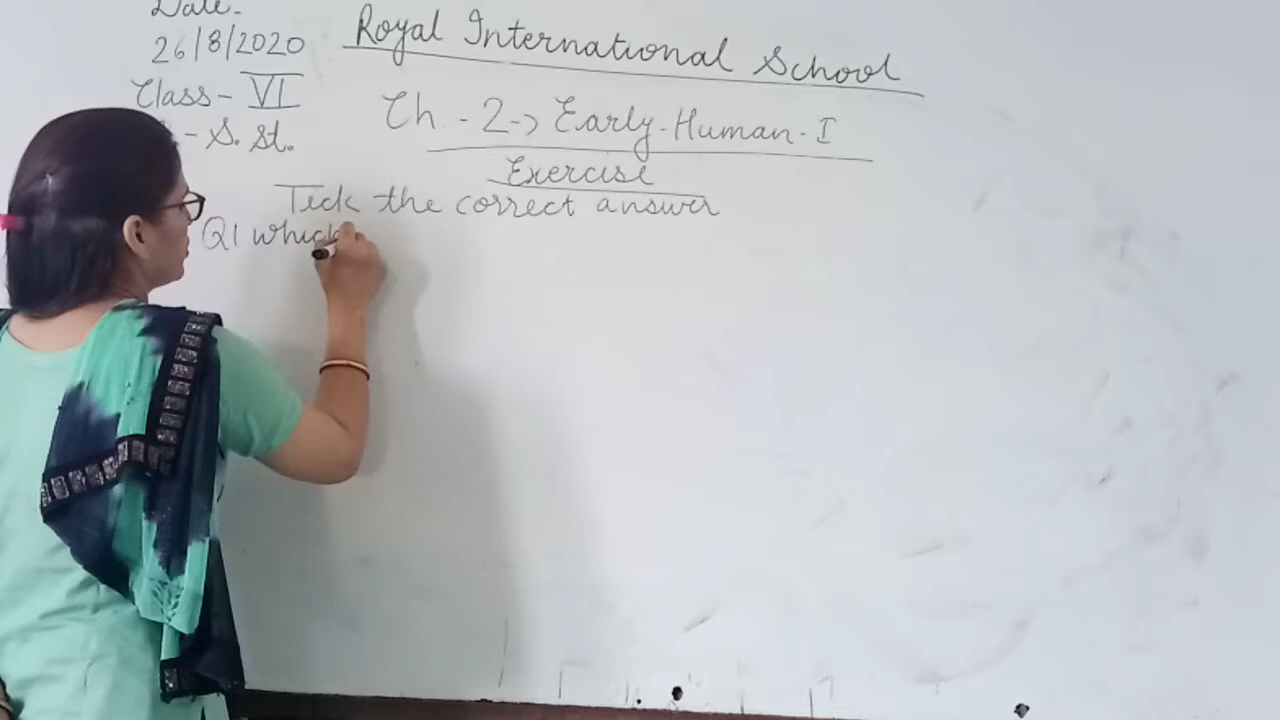 Date-
26/8/2020
Royal International School
Class - VI
Ch - 2 -> Early - Human - I
- S. St.
Exercise
Tick the correct answer
Q1 which